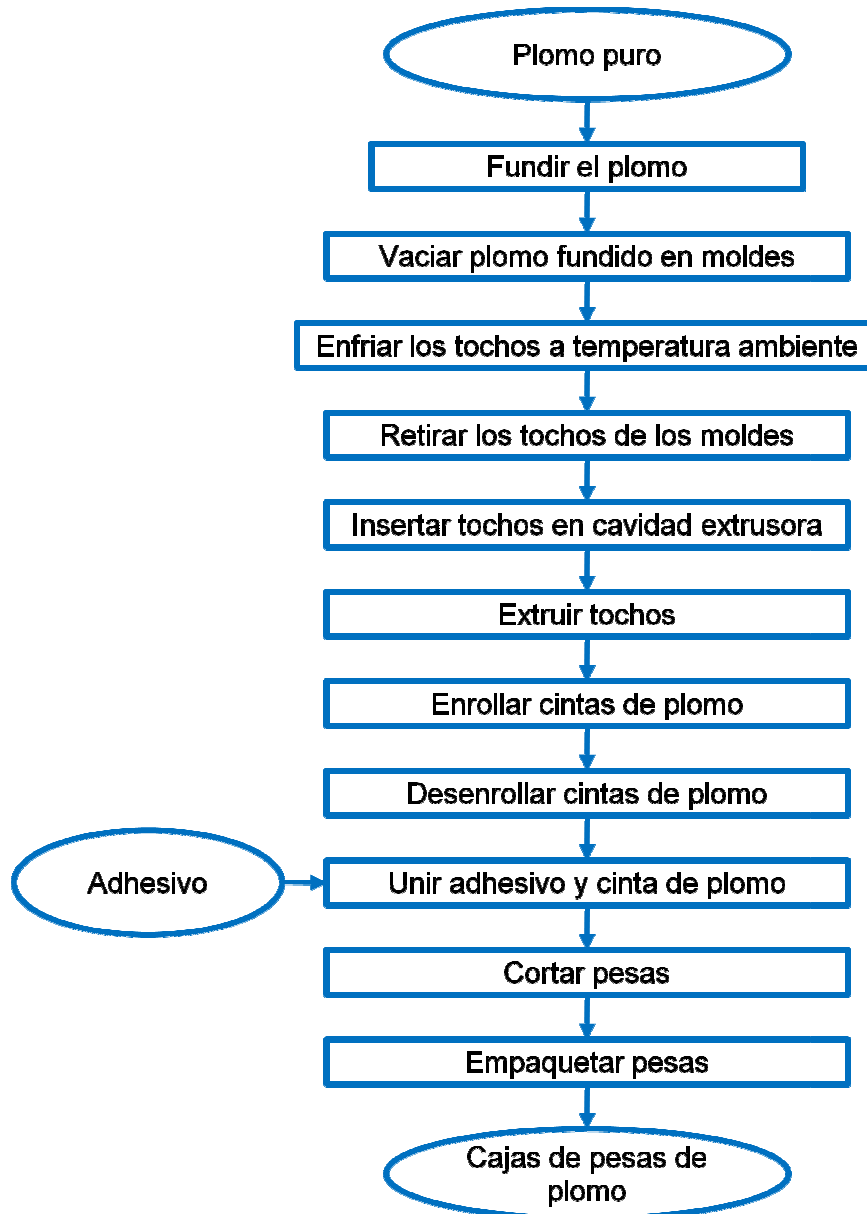 Plomo puro
Fundir el plomo
Vaciar plomo fundido en moldes
Enfriar los tochos a temperatura ambiente
Retirar los tochos de los moldes
Insertar tochos en cavidad extrusora
Extruir tochos
Enrollar cintas de plomo
Desenrollar cintas de plomo
Adhesivo
Unir adhesivo y cinta de plomo
Cortar pesas
Empaquetar pesas
Cajas de pesas de
plomo